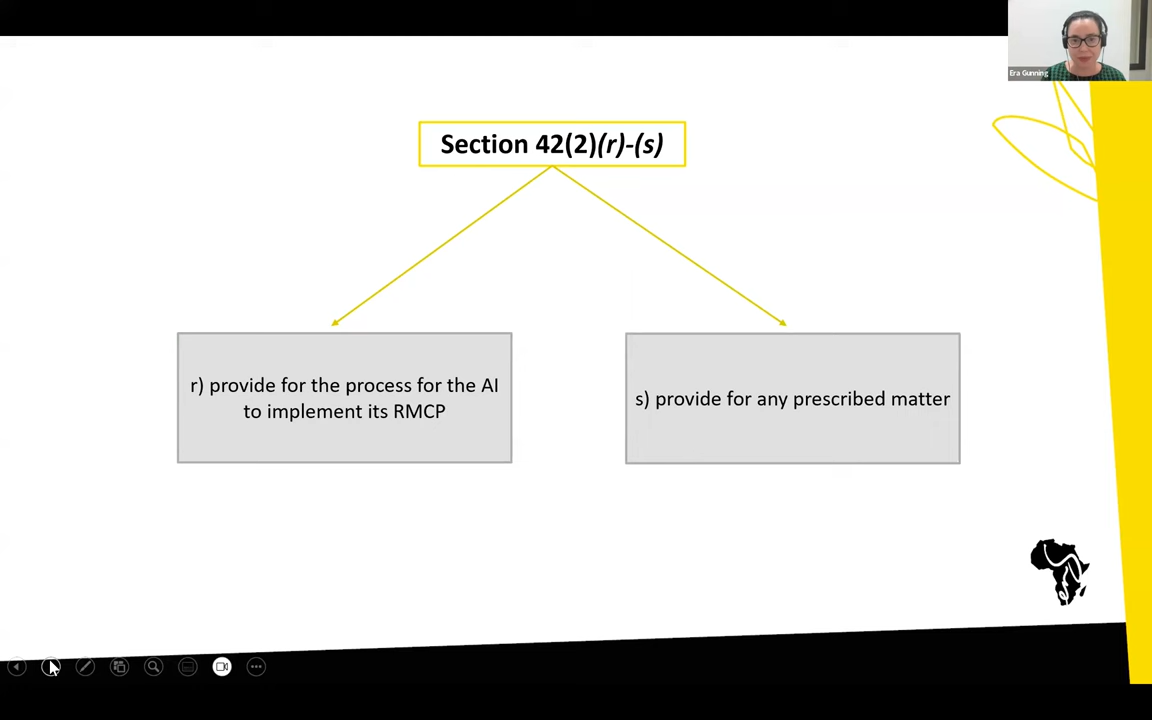 Era Gunning
Section 42(2)(r)-(s)
r) provide for the process for the AI
to implement its RMCP
s) provide for any prescribed matter